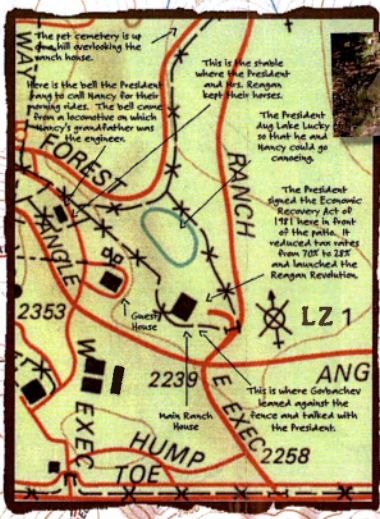 The pet cemetery is up
the hill overlooking the
ranch house.
This is the stable
where the President
and Mrs. Reagan
kept their horses.
Here is the bell the President
rang to call Nancy for their
morning rides. The bell came
from a locomotive on which
Nancy's grandfather was
the engineer.
The President
dug Lake Lucky
so that he and
Nancy could go
canoeing.
The President
signed the Economic
Recovery Act of
1981 here in front
of the patio. It
reduced tax rates
from 70% to 28%
and launched the
Reagan Revolution.
WAY
FOREST
RANCH
ANGLE
2353
Guest
House
LZ 1
2239
ANG
W EXEC
E EXEC
Main Ranch
House
This is where Gorbachev
leaned against the
fence and talked with
the President.
HUMP
TOE
2258